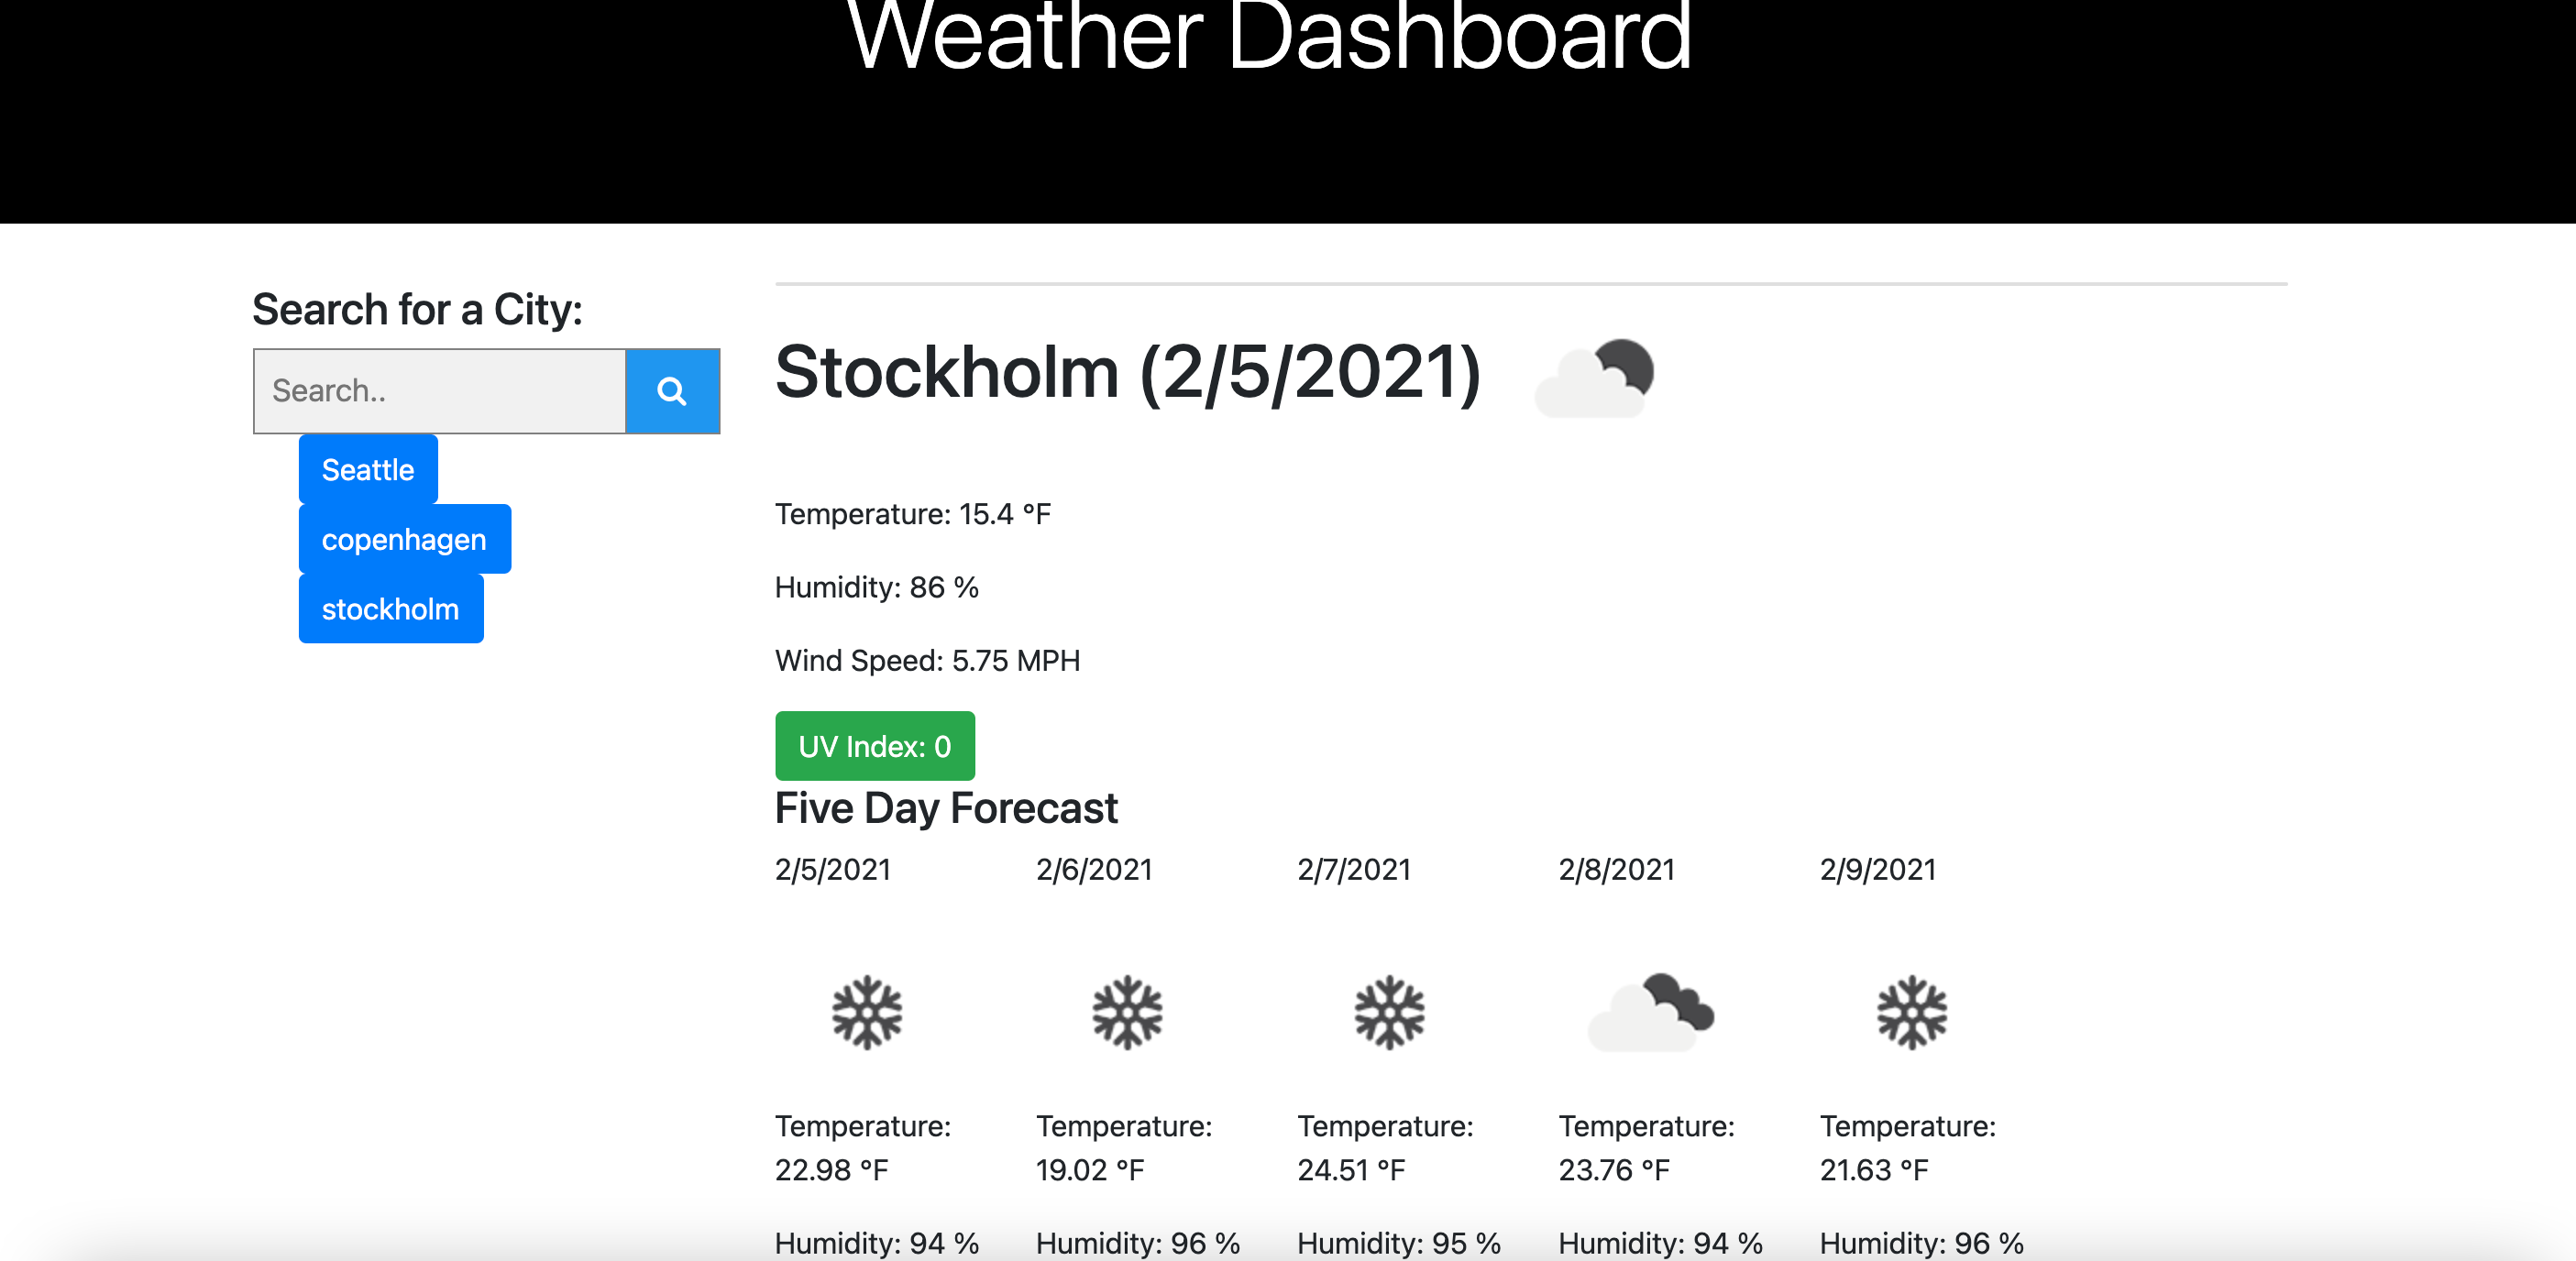 Weather Dashboard
Search for a City:
Search..
Seattle
copenhagen
stockholm
Stockholm (2/5/2021)
Temperature: 15.4 °F
Humidity: 86 %
Wind Speed: 5.75 MPH
UV Index: 0
Five Day Forecast
2/5/2021 2/6/2021 2/7/2021 2/8/2021 2/9/2021
Temperature: Temperature: Temperature: Temperature: Temperature:
22.98 °F 19.02 °F 24.51 °F 23.76 °F 21.63 °F
Humidity: 94 % Humidity: 96 % Humidity: 95 % Humidity: 94 % Humidity: 96 %